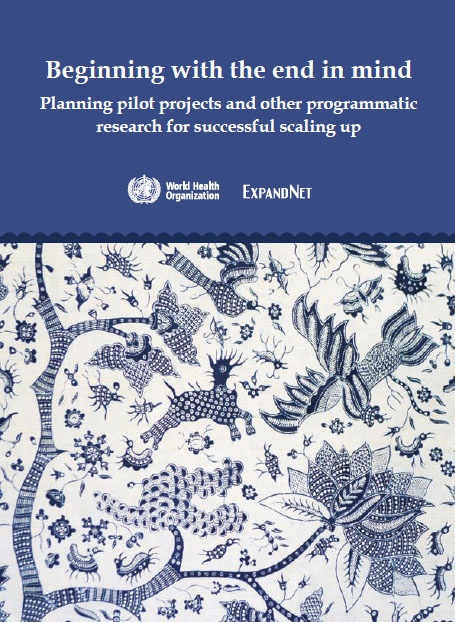 Beginning with the end in mind
Planning pilot projects and other programmatic
research for successful scaling up
World Health
Organization
EXPANDNET